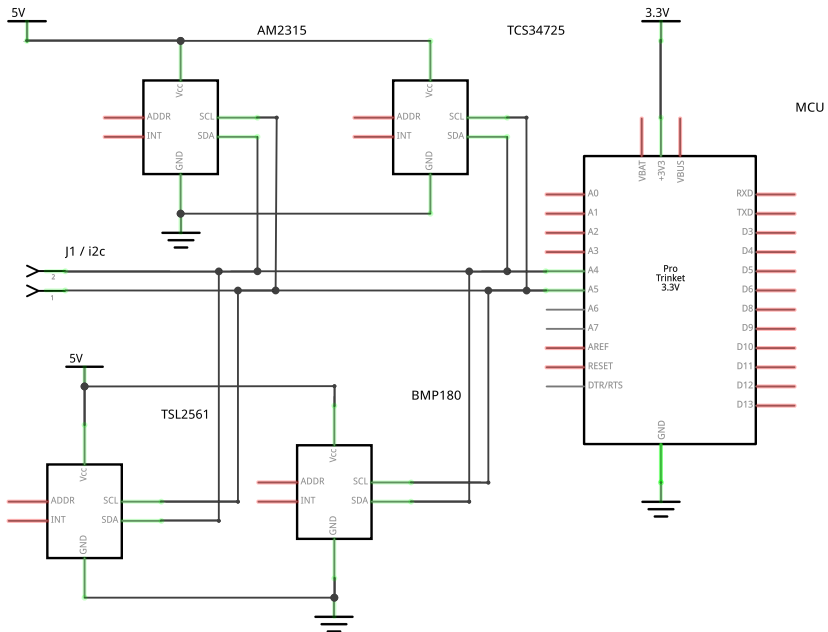 5V
AM2315
TCS34725
3.3V
MCU
Vcc
ADDR
INT
SCL
SDA
GND
Vcc
ADDR
INT
SCL
SDA
GND
VBAT
+3V3
VBUS
A0
A1
A2
A3
A4
A5
A6
A7
AREF
RESET
DTR/RTS
Pro
Trinket
3.3V
RXD
TXD
D3
D4
D5
D6
D8
D9
D10
D11
D12
D13
GND
J1 / i2c
2
1
5V
TSL2561
BMP180
Vcc
ADDR
INT
SCL
SDA
GND
Vcc
ADDR
INT
SCL
SDA
GND